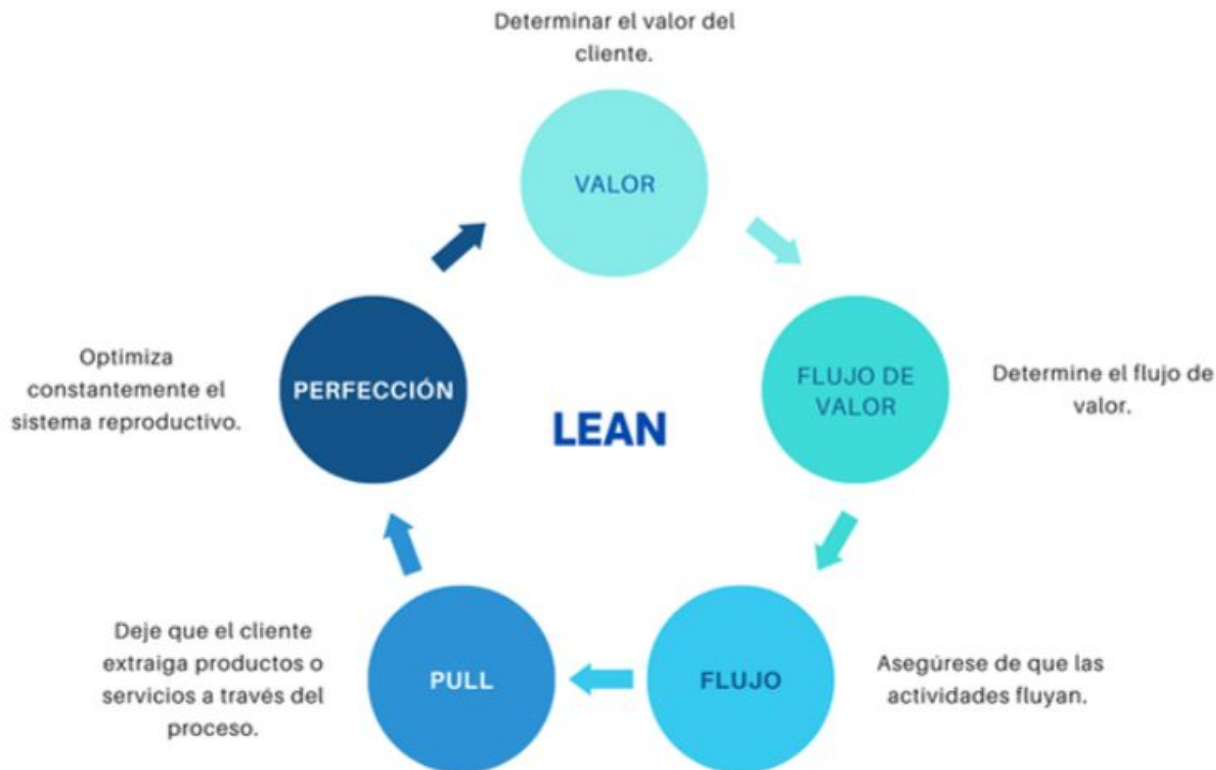 Determinar el valor del
cliente.
VALOR
FLUJO DE
VALOR
Determine el flujo de
valor.
FLUJO
Asegúrese de que las
actividades fluyan.
PULL
Deje que el cliente
extraiga productos o
servicios a través del
proceso.
PERFECCIÓN
Optimiza
constantemente el
sistema reproductivo.
LEAN